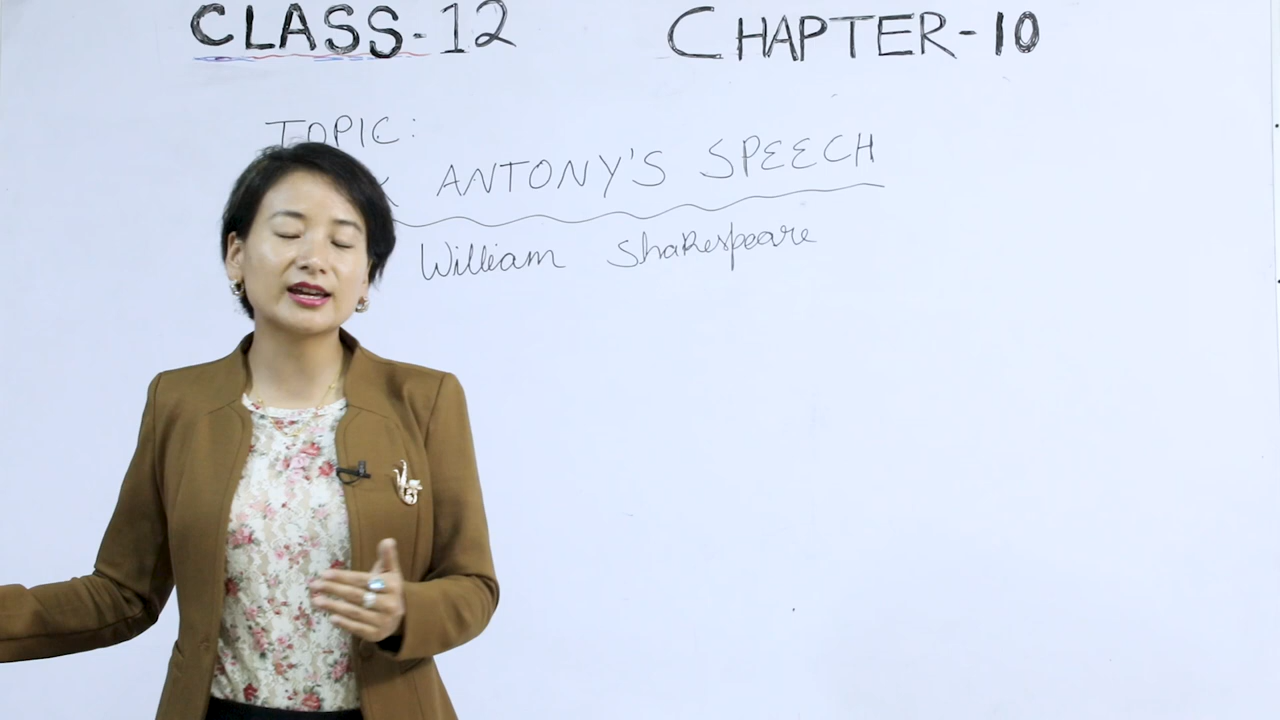 CLASS-12 CHAPTER-10
TOPIC:
ANTONY'S SPEECH
William Shakespeare